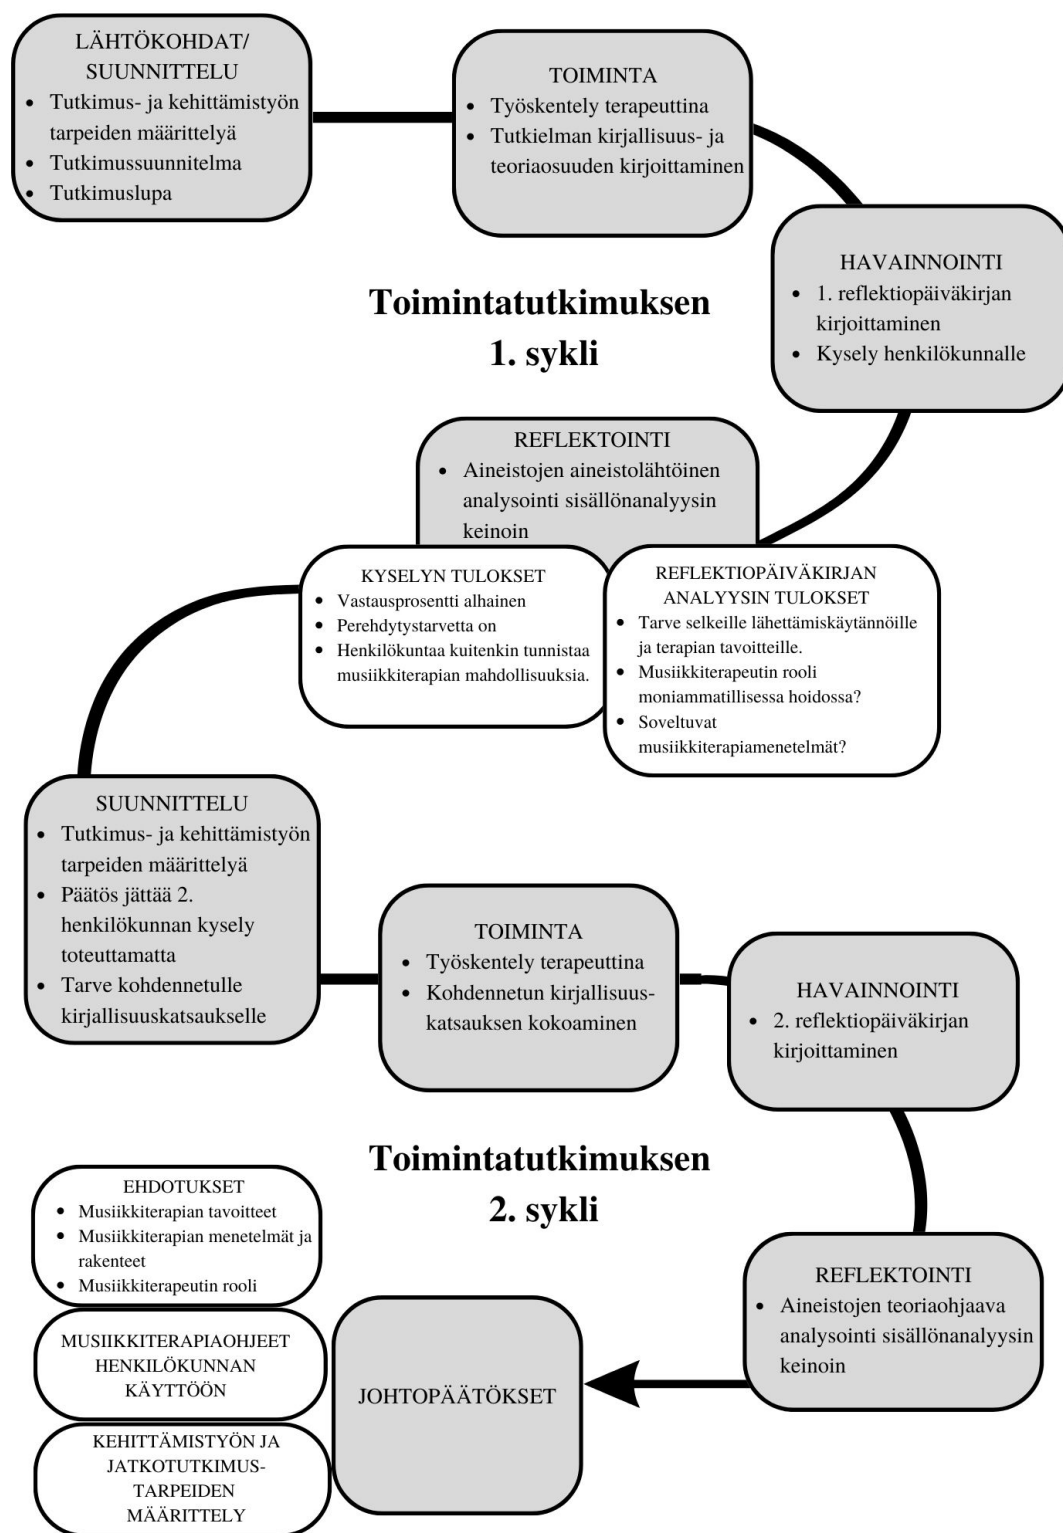 LÄHTÖKOHDAT/
SUUNNITTELU
• Tutkimus- ja kehittämistyön
tarpeiden määrittelyä
• Tutkimussuunnitelma
• Tutkimuslupa
TOIMINTA
• Työskentely terapeuttina
• Tutkielman kirjallisuus- ja
teoriaosuuden kirjoittaminen
HAVAINNOINTI
• 1. reflektiopäiväkirjan
kirjoittaminen
• Kysely henkilökunnalle
Toimintatutkimuksen
1. sykli
REFLEKTOINTI
• Aineistojen aineistolähtöinen
analysointi sisällönanalyysin
keinoin
KYSELYN TULOKSET
• Vastausprosentti alhainen
• Perehdytystarvetta on
• Henkilökuntaa kuitenkin tunnistaa
musiikkiterapian mahdollisuuksia.
REFLEKTIOPÄIVÄKIRJAN
ANALYYSIN TULOKSET
• Tarve selkeille lähettämiskäytännöille
ja terapian tavoitteille.
• Musiikkiterapeutin rooli
moniammatillisessa hoidossa?
• Soveltuvat
musiikkiterapiamenetelmät?
SUUNNITTELU
• Tutkimus- ja kehittämistyön
tarpeiden määrittelyä
• Päätös jättää 2.
henkilökunnan kysely
toteuttamatta
• Tarve kohdennetulle
kirjallisuuskatsaukselle
TOIMINTA
• Työskentely terapeuttina
• Kohdennetun kirjallisuus-
katsauksen kokoaminen
HAVAINNOINTI
• 2. reflektiopäiväkirjan
kirjoittaminen
Toimintatutkimuksen
2. sykli
REFLEKTOINTI
• Aineistojen teoriaohjaava
analysointi sisällönanalyysin
keinoin
JOHTOPÄÄTÖKSET
EHDOTUKSET
• Musiikkiterapian tavoitteet
• Musiikkiterapian menetelmät ja
rakenteet
• Musiikkiterapeutin rooli
MUSIIKKITERAPIAOHJEET
HENKILÖKUNNAN
KÄYTTÖÖN
KEHITTÄMISTYÖN JA
JATKOTUTKIMUS-
TARPEIDEN
MÄÄRITTELY